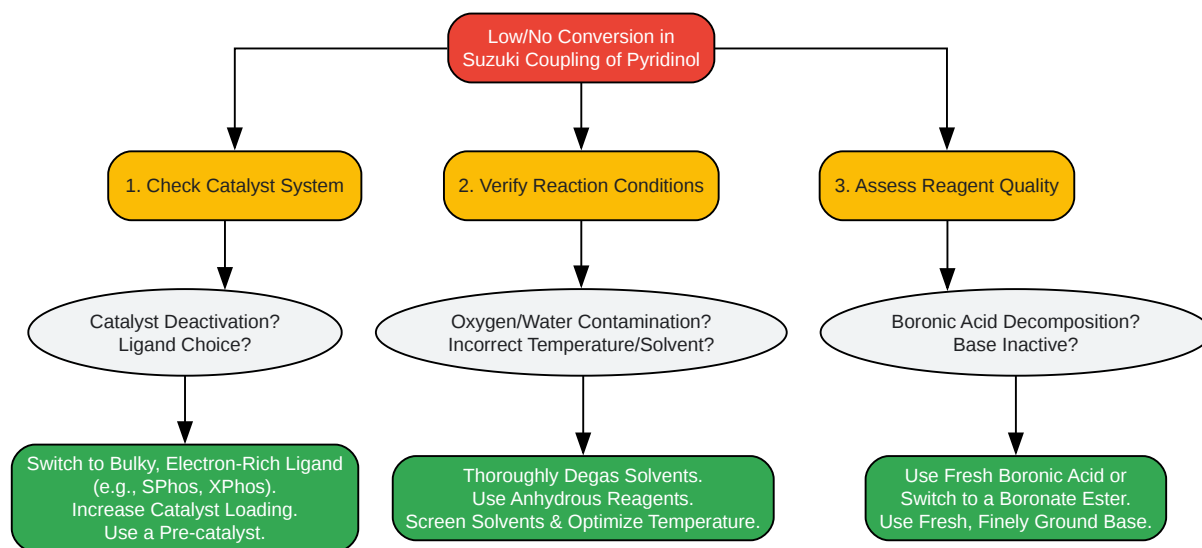 Low/No Conversion in
Suzuki Coupling of Pyridinol
1. Check Catalyst System
2. Verify Reaction Conditions
3. Assess Reagent Quality
Catalyst Deactivation?
Ligand Choice?
Oxygen/Water Contamination?
Incorrect Temperature/Solvent?
Boronic Acid Decomposition?
Base Inactive?
Switch to Bulky, Electron-Rich Ligand
(e.g., SPhos, XPhos).
Increase Catalyst Loading.
Use a Pre-catalyst.
Thoroughly Degas Solvents.
Use Anhydrous Reagents.
Screen Solvents & Optimize Temperature.
Use Fresh Boronic Acid or
Switch to a Boronate Ester.
Use Fresh, Finely Ground Base.